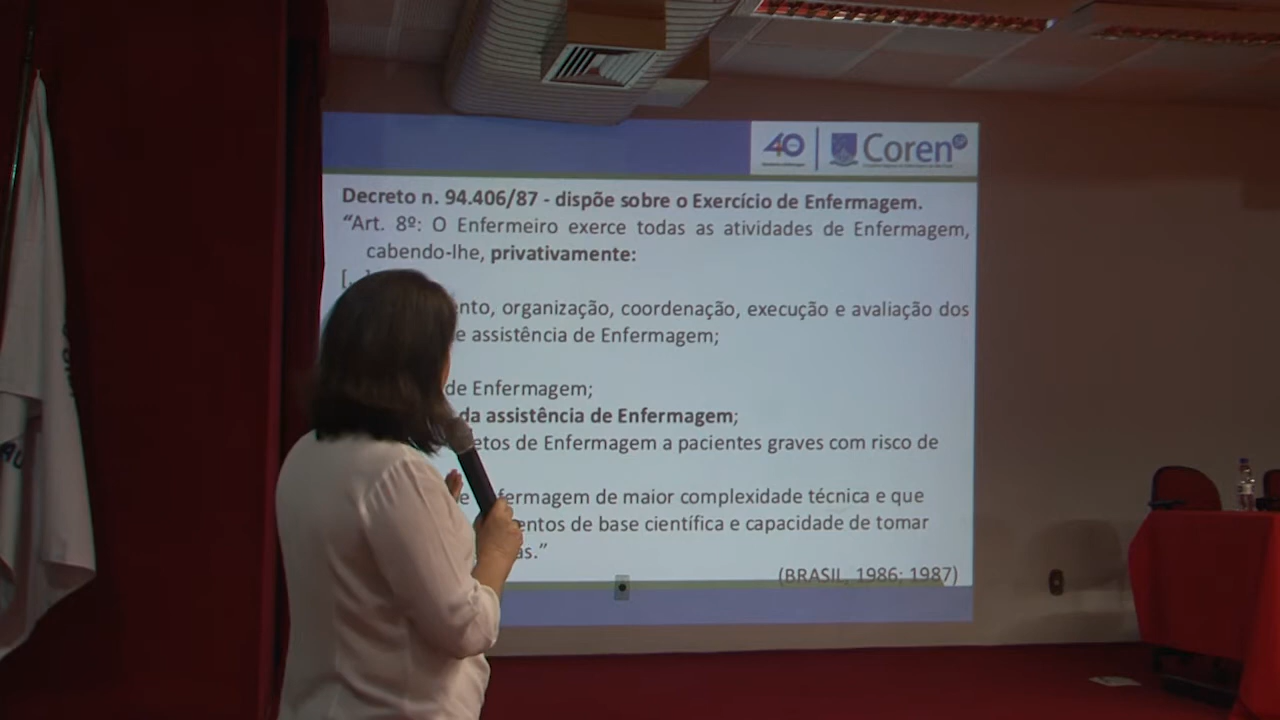 40
Coren SP
Decreto n. 94.406/87 - dispõe sobre o Exercício de Enfermagem.
“Art. 8º: O Enfermeiro exerce todas as atividades de Enfermagem,
cabendo-lhe, privativamente:
[
nto, organização, coordenação, execução e avaliação dos
e assistência de Enfermagem;
de Enfermagem;
da assistência de Enfermagem;
etos de Enfermagem a pacientes graves com risco de
e fermagem de maior complexidade técnica e que
entos de base científica e capacidade de tomar
as.”
(BRASIL, 1986; 1987)